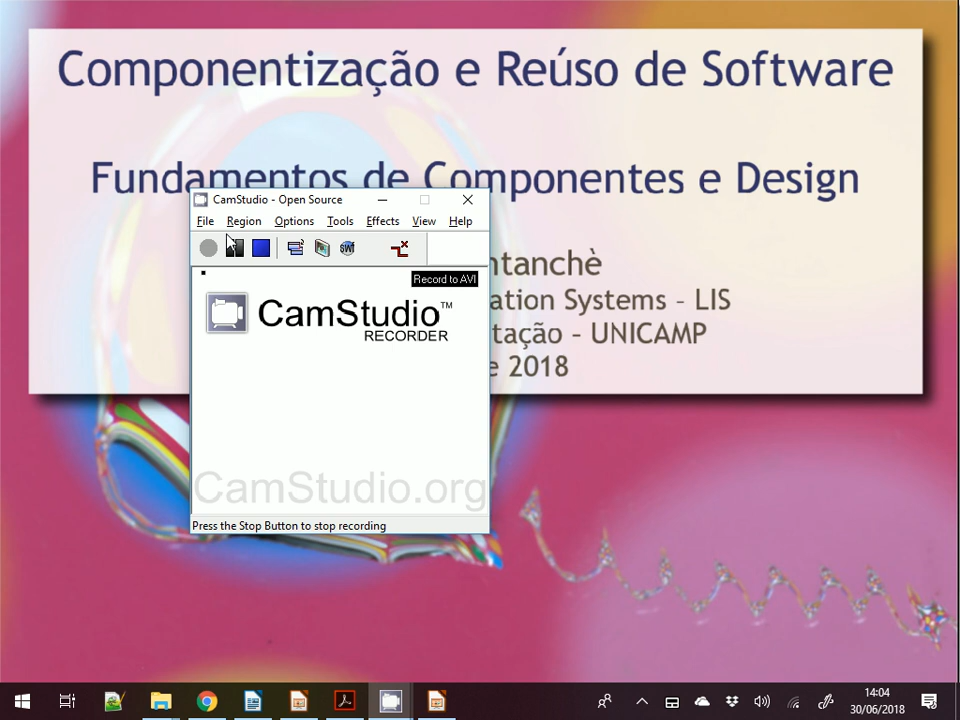 Componentização e Reúso de Software
Fundamentos de Componentes e Design
CamStudio - Open Source
File Region Options Tools Effects View Help
SWf
ntanchè
Record to AVI
ation Systems – LIS
CamStudio™
RECORDER
tação – UNICAMP
e 2018
CamStudio.org
Press the Stop Button to stop recording
14:04
30/06/2018